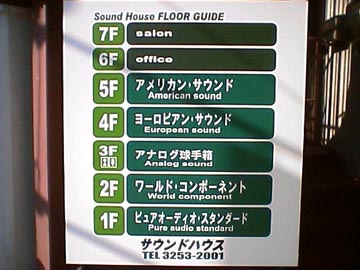 Sound House FLOOR GUIDE
7F salon
6F office
5F アメリカン・サウンド
American sound
4F ヨーロピアン・サウンド
European sound
3F アナログ球手箱
Analog sound
2F ワールド・コンポーネント
World component
1F ピュアオーディオ・スタンダード
Pure audio standard
サウンドハウス
TEL 3253-2001